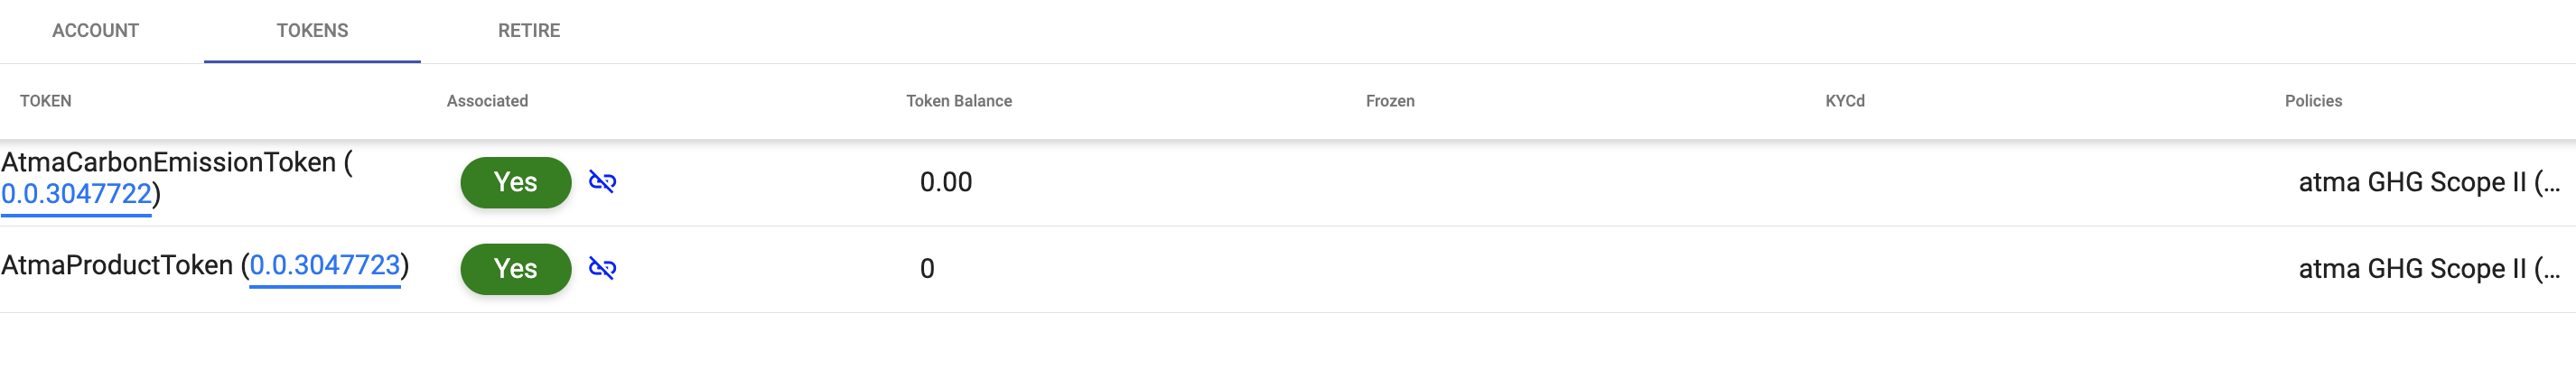 ACCOUNT TOKENS RETIRE
TOKEN Associated Token Balance Frozen KYCd Policies
AtmaCarbonEmissionToken (
0.0.3047722)
Yes 0.00 atma GHG Scope II (...
AtmaProductToken (0.0.3047723) Yes 0 atma GHG Scope II (...